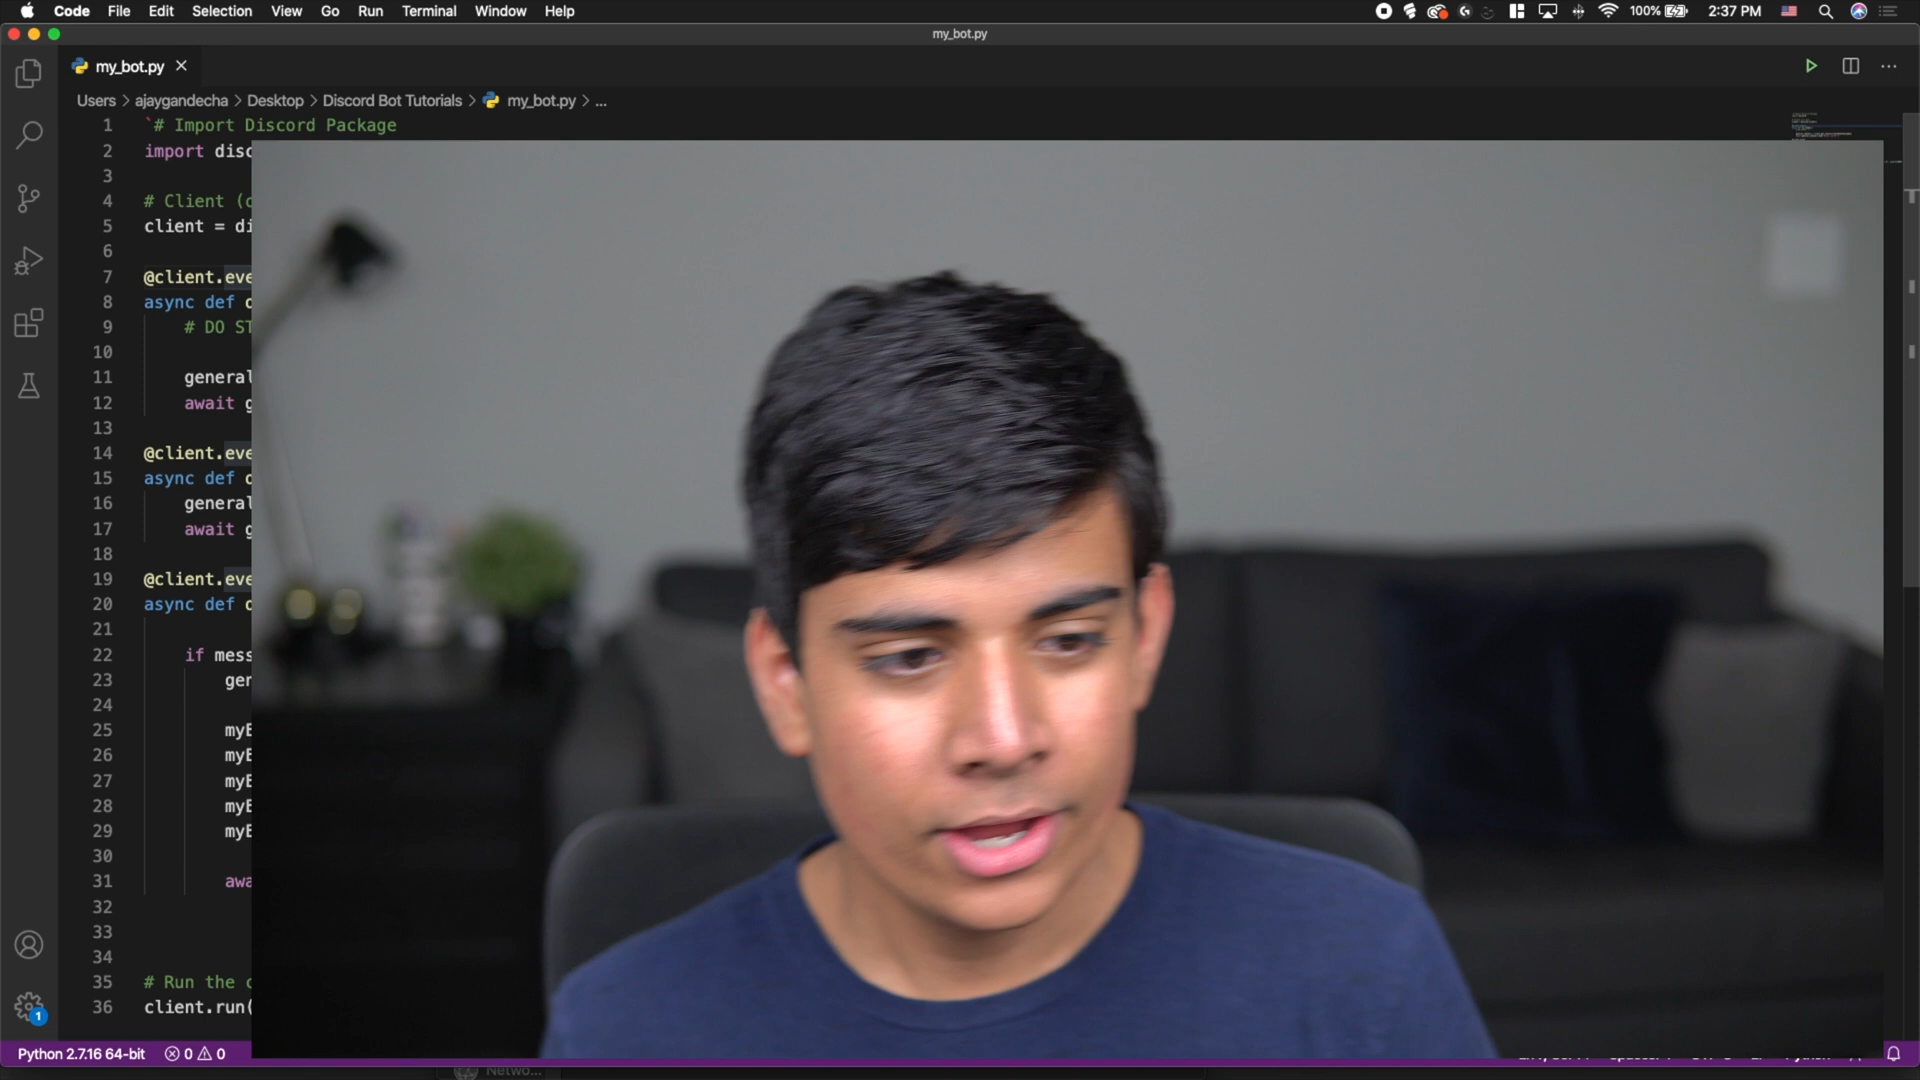 Code File Edit Selection View Go Run Terminal Window Help 100% 2:37 PM
my_bot.py
my_bot.py
Users > ajaygandecha > Desktop > Discord Bot Tutorials > my_bot.py > ...
1 `# Import Discord Package
2 import disc
3
4 # Client (
5 client = di
6
7 @client.eve
8 async def
9 # DO ST
10
11 general
12 await g
13
14 @client.eve
15 async def
16 general
17 await g
18
19 @client.eve
20 async def
21
22 if mess
23 gen
24
25 myE
26 myE
27 myE
28 myE
29 myE
30
31 awa
32
33
34
35 # Run the c
36 client.run(
1
Python 2.7.16 64-bit 0 0
Netwo...